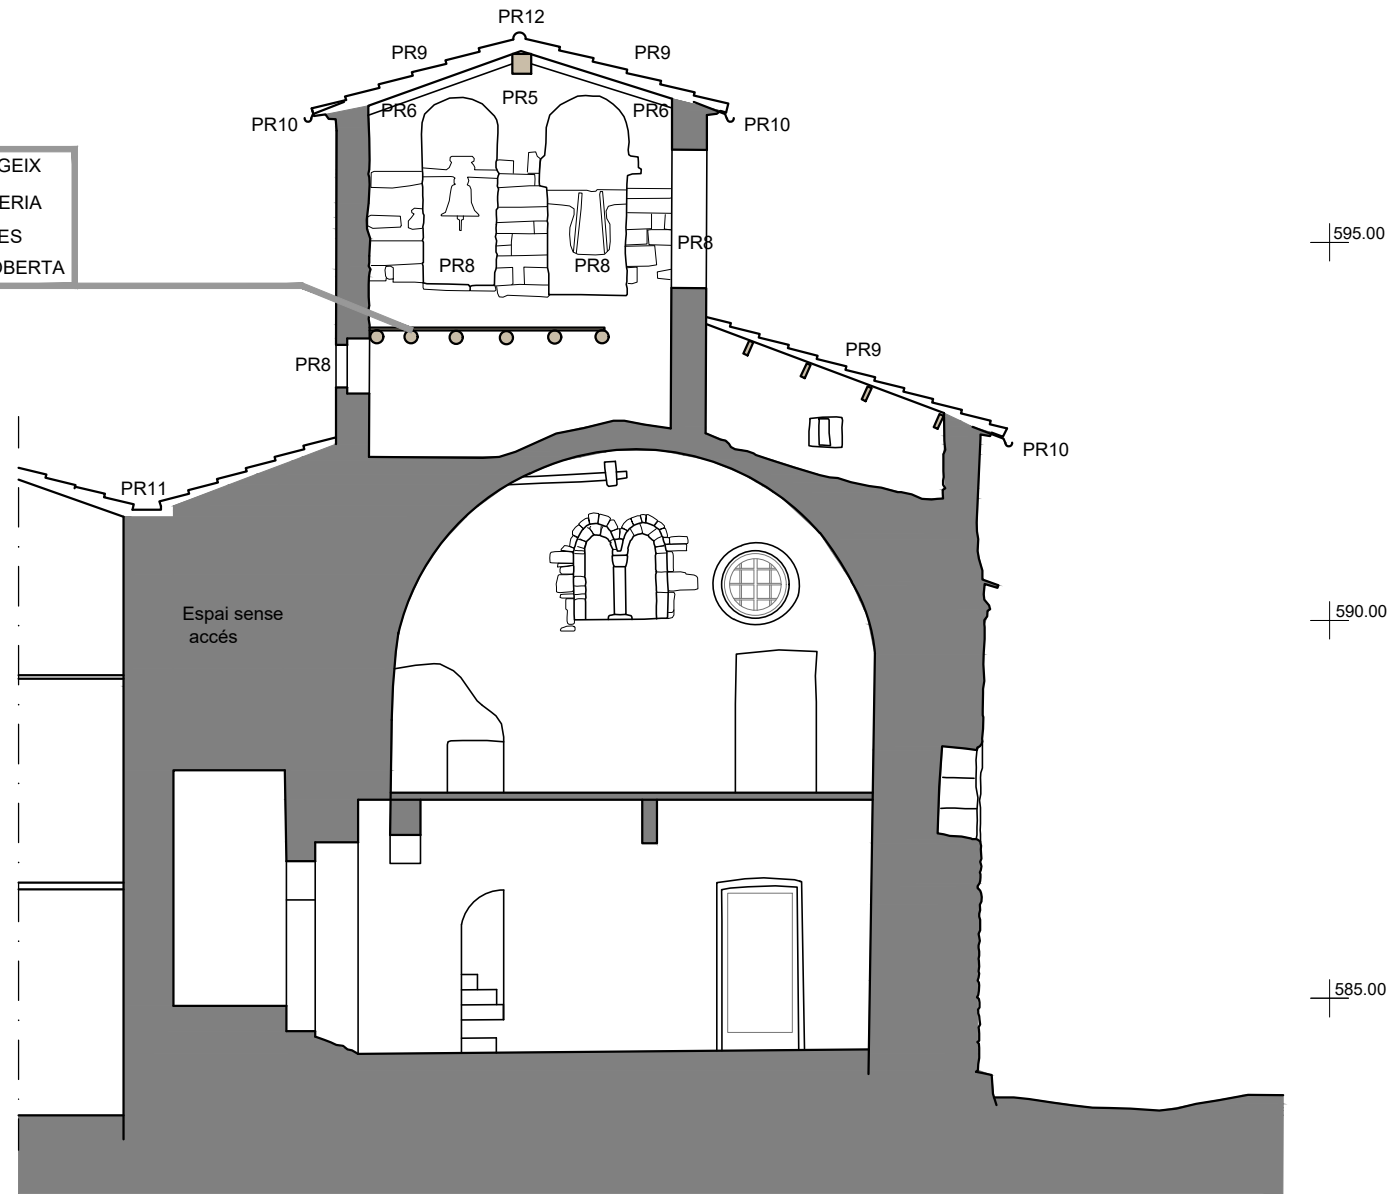 PR12
PR9
PR9
PR5
PR6
PR6
PR10
PR10
GEIX
ERIA
ES
OBERTA
PR8
595.00
PR8
PR8
PR8
PR9
PR10
PR11
Espai sense
accés
590.00
585.00